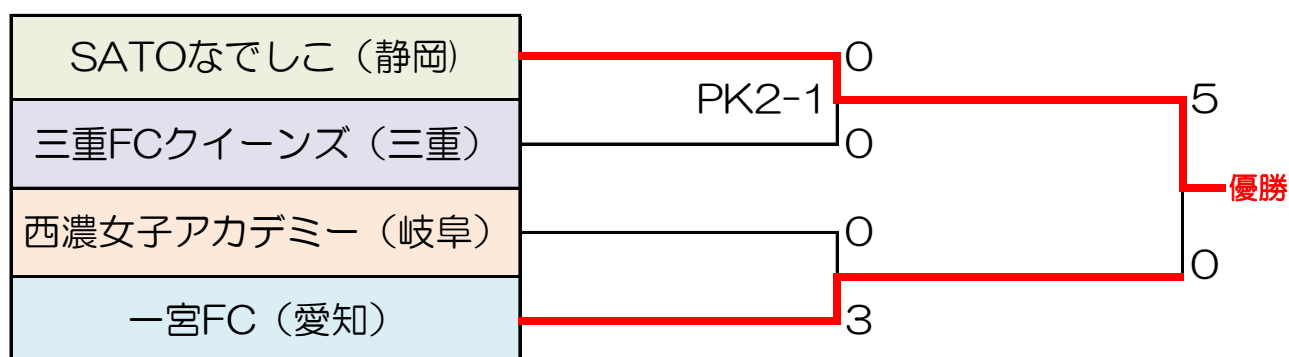 SATOなでしこ（静岡)
0
PK2-1
5
三重FCクイーンズ（三重）
0
優勝
西濃女子アカデミー（岐阜）
0
0
一宮FC（愛知）
3